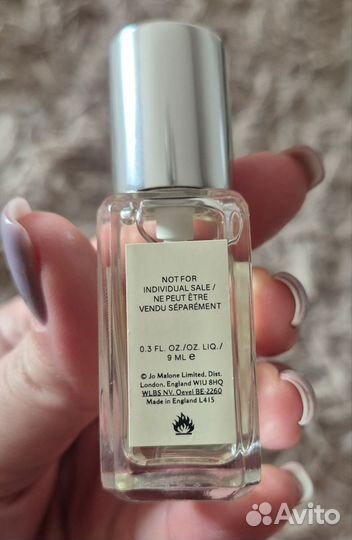 NOT FOR
INDIVIDUAL SALE /
NE PEUT ÊTRE
VENDU SÉPARÉMENT
0.3 FL. OZ./OZ. LIQ./
9 ML ℮
© Jo Malone Limited, Dist.
London, England W1U 8HQ
WLBS NV. Oevel BE-2260
Made in England L415
Avito